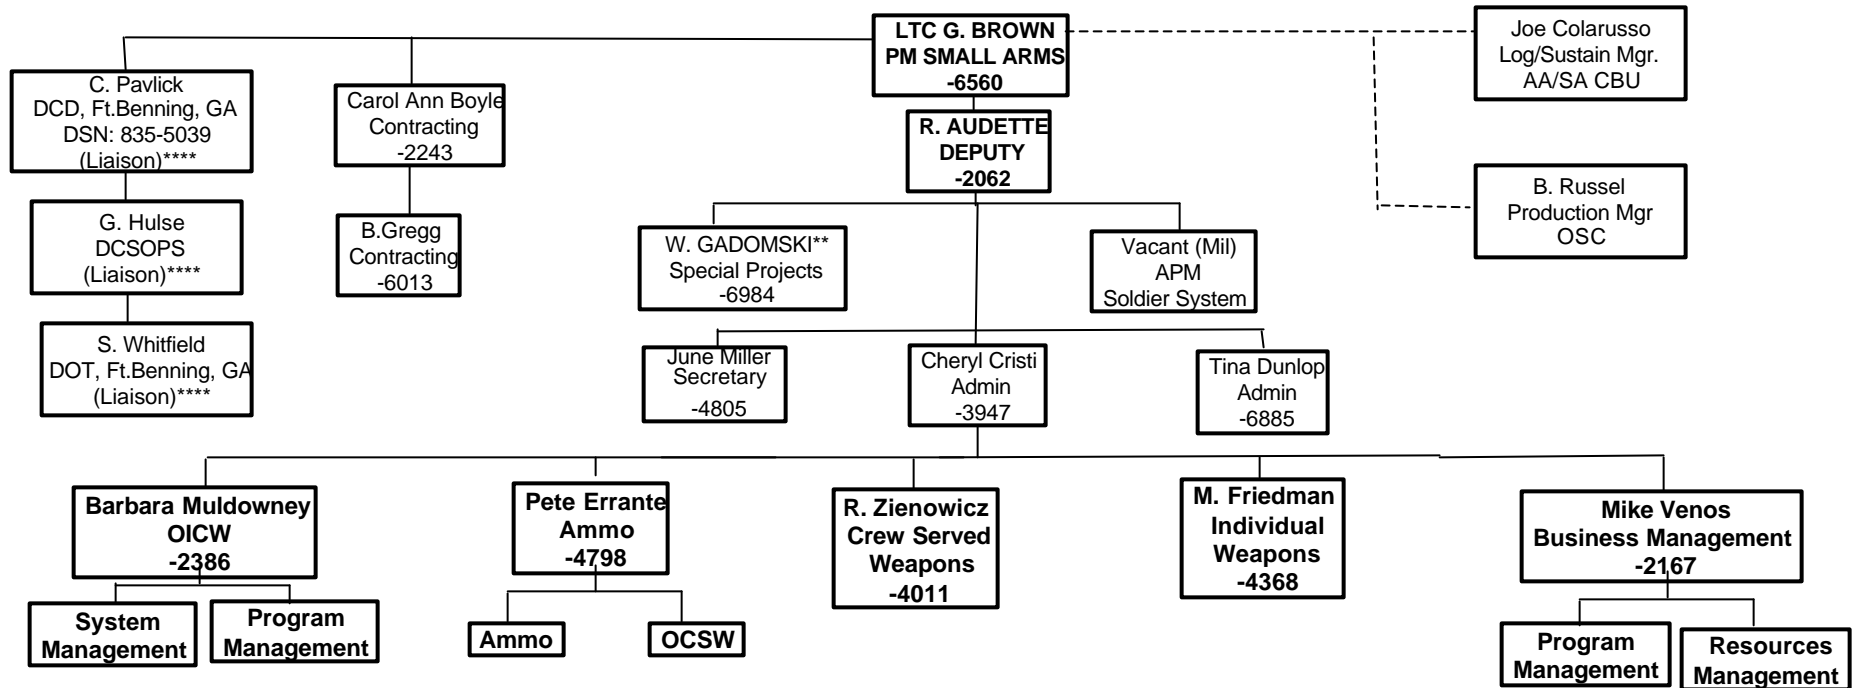 LTC G. BROWN
PM SMALL ARMS
-6560
Joe Colarusso
Log/Sustain Mgr.
AA/SA CBU
C. Pavlick
DCD, Ft.Benning, GA
DSN: 835-5039
(Liaison)****
Carol Ann Boyle
Contracting
-2243
R. AUDETTE
DEPUTY
-2062
B. Russel
Production Mgr
OSC
G. Hulse
DCSOPS
(Liaison)****
B.Gregg
Contracting
-6013
W. GADOMSKI**
Special Projects
-6984
Vacant (Mil)
APM
Soldier System
S. Whitfield
DOT, Ft.Benning, GA
(Liaison)****
June Miller
Secretary
-4805
Cheryl Cristi
Admin
-3947
Tina Dunlop
Admin
-6885
Barbara Muldowney
OICW
-2386
Pete Errante
Ammo
-4798
R. Zienowicz
Crew Served
Weapons
-4011
M. Friedman
Individual
Weapons
-4368
Mike Venos
Business Management
-2167
System
Management
Program
Management
Ammo
OCSW
Program
Management
Resources
Management